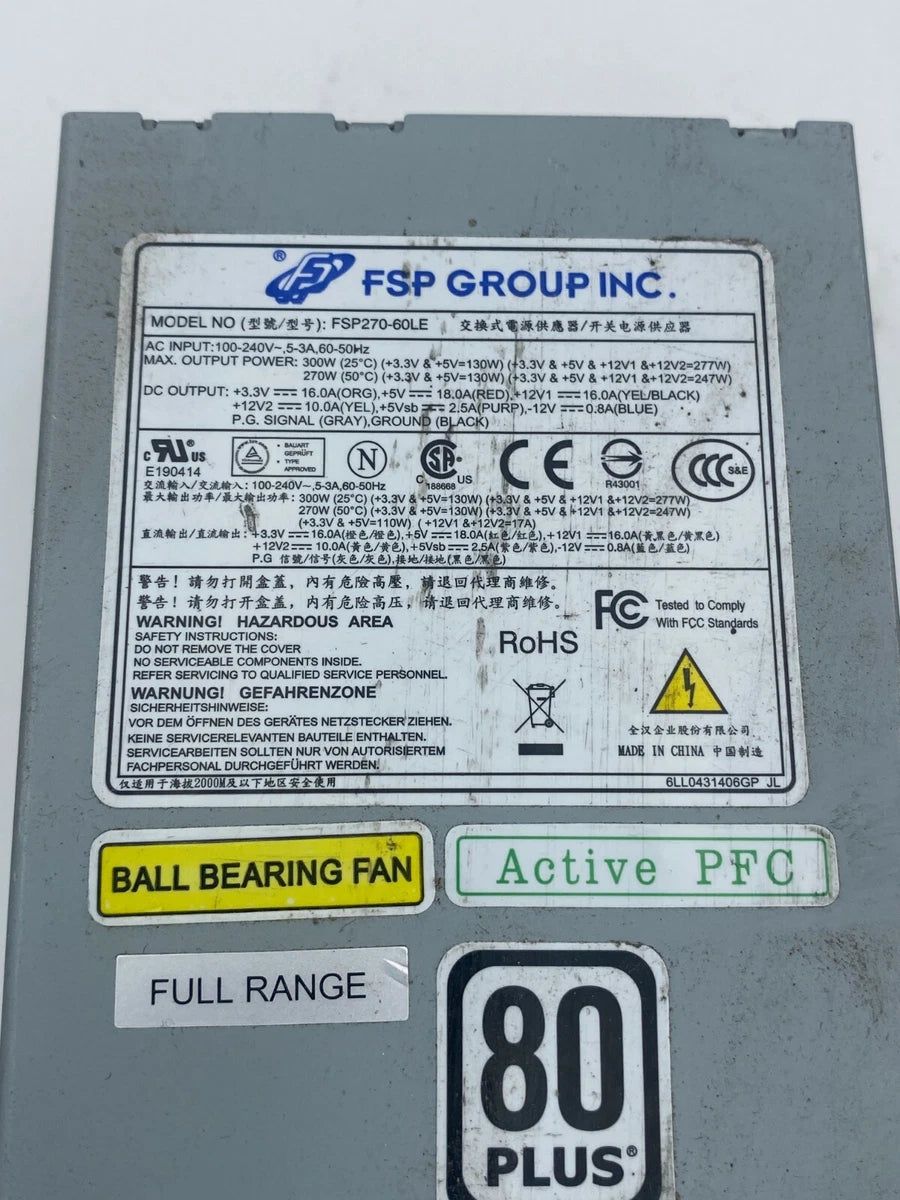 ® FSP GROUP INC.
MODEL NO (型號/型号): FSP270-60LE 交換式電源供應器/开关电源供应器
AC INPUT:100-240V~,5-3A,60-50Hz
MAX. OUTPUT POWER: 300W (25°C) (+3.3V & +5V=130W) (+3.3V & +5V & +12V1 &+12V2=277W)
270W (50°C) (+3.3V & +5V=130W) (+3.3V & +5V & +12V1 &+12V2=247W)
DC OUTPUT: +3.3V 16.0A(ORG),+5V 18.0A(RED),+12V1 16.0A(YEL/BLACK)
+12V2 10.0A(YEL),+5Vsb 2.5A(PURP),-12V 0.8A(BLUE)
P.G. SIGNAL (GRAY),GROUND (BLACK)
c RU ® US
E190414
BAUART
GEPRÜFT
TYPE
APPROVED
N
C SA ® US
188668
CE
R43001
CCC S&E
交流輸入/交流输入: 100-240V~,5-3A,60-50Hz
最大輸出功率/最大输出功率: 300W (25°C) (+3.3V & +5V=130W) (+3.3V & +5V & +12V1 &+12V2=277W)
270W (50°C) (+3.3V & +5V=130W) (+3.3V & +5V & +12V1 &+12V2=247W)
(+3.3V & +5V=110W) ( +12V1 &+12V2=17A)
直流輸出/直流输出: +3.3V 16.0A(橙色/橙色),+5V 18.0A(紅色/红色),+12V1 16.0A(黃黑色/黄黑色)
+12V2 10.0A(黃色/黄色),+5Vsb 2.5A(紫色/紫色),-12V 0.8A(藍色/蓝色)
P.G 信號/信号(灰色/灰色),接地/接地(黑色/黑色)
警告! 請勿打開盒蓋, 內有危險高壓, 請退回代理商維修。
警告! 请勿打开盒盖, 内有危险高压, 请退回代理商维修。
WARNING! HAZARDOUS AREA
SAFETY INSTRUCTIONS:
DO NOT REMOVE THE COVER
NO SERVICEABLE COMPONENTS INSIDE.
REFER SERVICING TO QUALIFIED SERVICE PERSONNEL.
WARNUNG! GEFAHRENZONE
SICHERHEITSHINWEISE:
VOR DEM ÖFFNEN DES GERÄTES NETZSTECKER ZIEHEN.
KEINE SERVICERELEVANTEN BAUTEILE ENTHALTEN.
SERVICEARBEITEN SOLLTEN NUR VON AUTORISIERTEM
FACHPERSONAL DUCHGEFÜHRT WERDEN.
仅适用于海拔2000M及以下地区安全使用
RoHS
FC Tested to Comply
With FCC Standards
全汉企业股份有限公司
MADE IN CHINA 中国制造
6LL0431406GP JL
BALL BEARING FAN
Active PFC
FULL RANGE
80
PLUS®